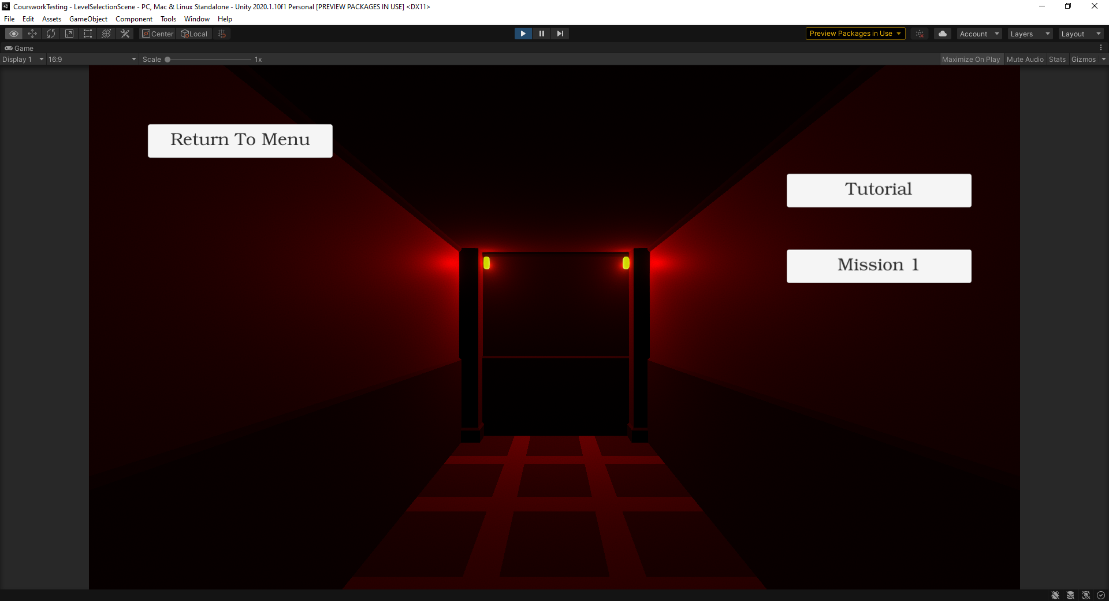 CoursworkTesting - LevelSelectionScene - PC, Mac & Linux Standalone - Unity 2020.1.10f1 Personal [PREVIEW PACKAGES IN USE] <DX11>
File Edit Assets GameObject Component Tools Window Help
Center Local Preview Packages in Use Account Layers Layout
Game
Display 1 16:9 Scale 1x Maximize On Play Mute Audio Stats Gizmos
Return To Menu
Tutorial
Mission 1